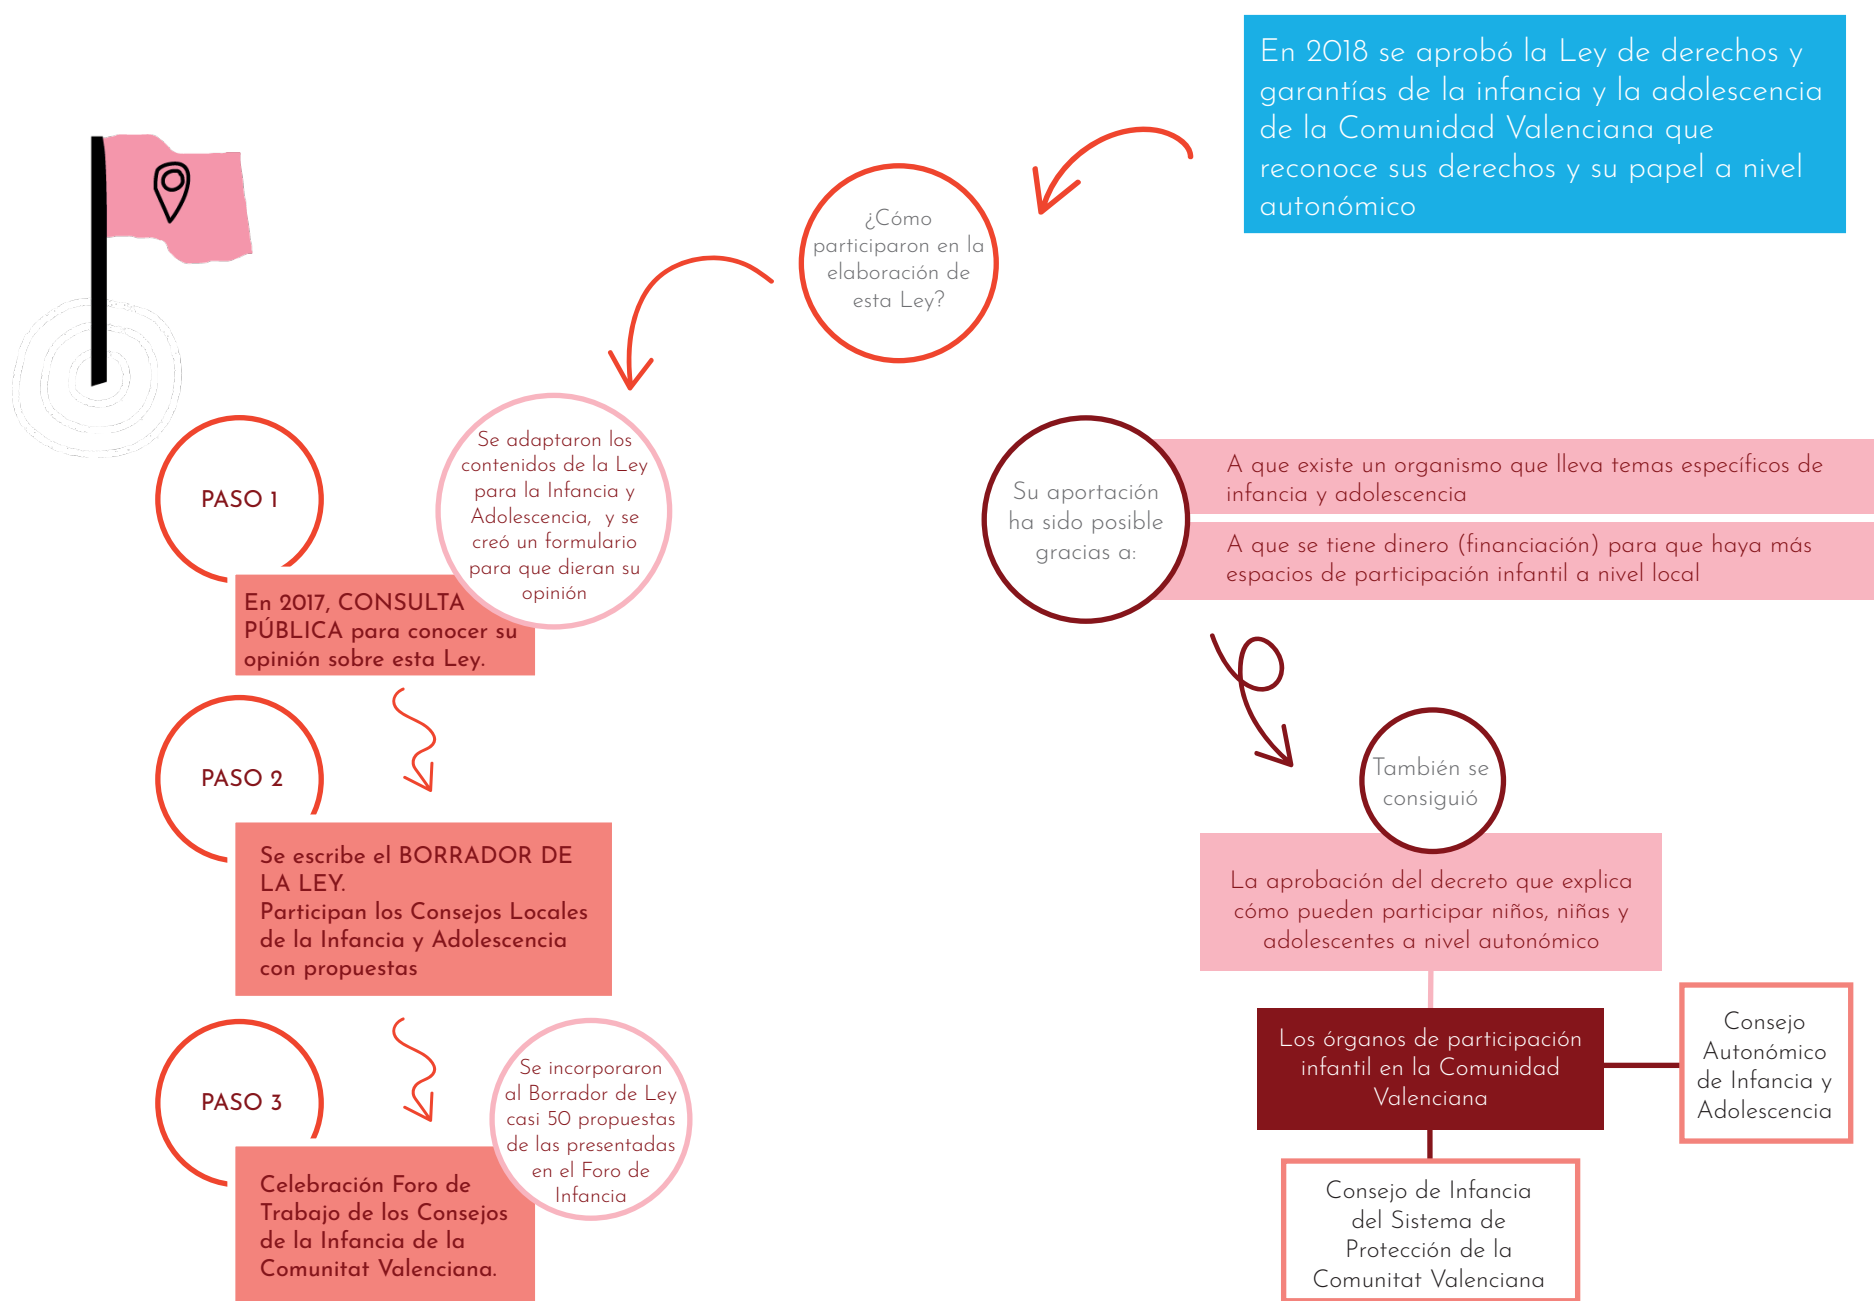 En 2018 se aprobó la Ley de derechos y
garantías de la infancia y la adolescencia
de la Comunidad Valenciana que
reconoce sus derechos y su papel a nivel
autonómico
¿Cómo
participaron en la
elaboración de
esta Ley?
PASO 1
En 2017, CONSULTA
PÚBLICA para conocer su
opinión sobre esta Ley.
Se adaptaron los
contenidos de la Ley
para la Infancia y
Adolescencia, y se
creó un formulario
para que dieran su
opinión
PASO 2
Se escribe el BORRADOR DE
LA LEY.
Participan los Consejos Locales
de la Infancia y Adolescencia
con propuestas
PASO 3
Celebración Foro de
Trabajo de los Consejos
de la Infancia de la
Comunitat Valenciana.
Se incorporaron
al Borrador de Ley
casi 50 propuestas
de las presentadas
en el Foro de
Infancia
Su aportación
ha sido posible
gracias a:
A que existe un organismo que lleva temas específicos de
infancia y adolescencia
A que se tiene dinero (financiación) para que haya más
espacios de participación infantil a nivel local
También se
consiguió
La aprobación del decreto que explica
cómo pueden participar niños, niñas y
adolescentes a nivel autonómico
Los órganos de participación
infantil en la Comunidad
Valenciana
Consejo
Autonómico
de Infancia y
Adolescencia
Consejo de Infancia
del Sistema de
Protección de la
Comunitat Valenciana